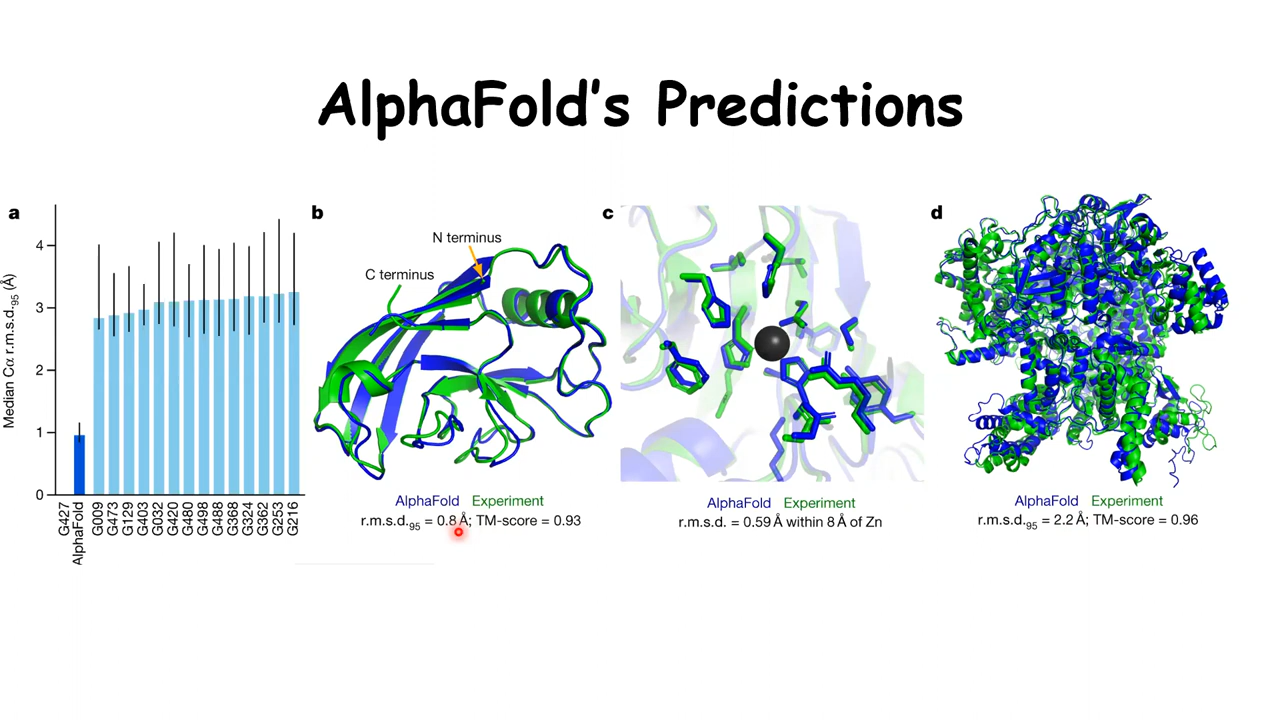 AlphaFold's Predictions
a
Median Cα r.m.s.d.95 (Å)
4
3
2
1
0
G427
AlphaFold
G009
G473
G129
G403
G032
G420
G480
G498
G488
G368
G324
G362
G253
G216
b
N terminus
C terminus
AlphaFold Experiment
r.m.s.d.95 = 0.8 Å; TM-score = 0.93
c
AlphaFold Experiment
r.m.s.d. = 0.59 Å within 8 Å of Zn
d
AlphaFold Experiment
r.m.s.d.95 = 2.2 Å; TM-score = 0.96